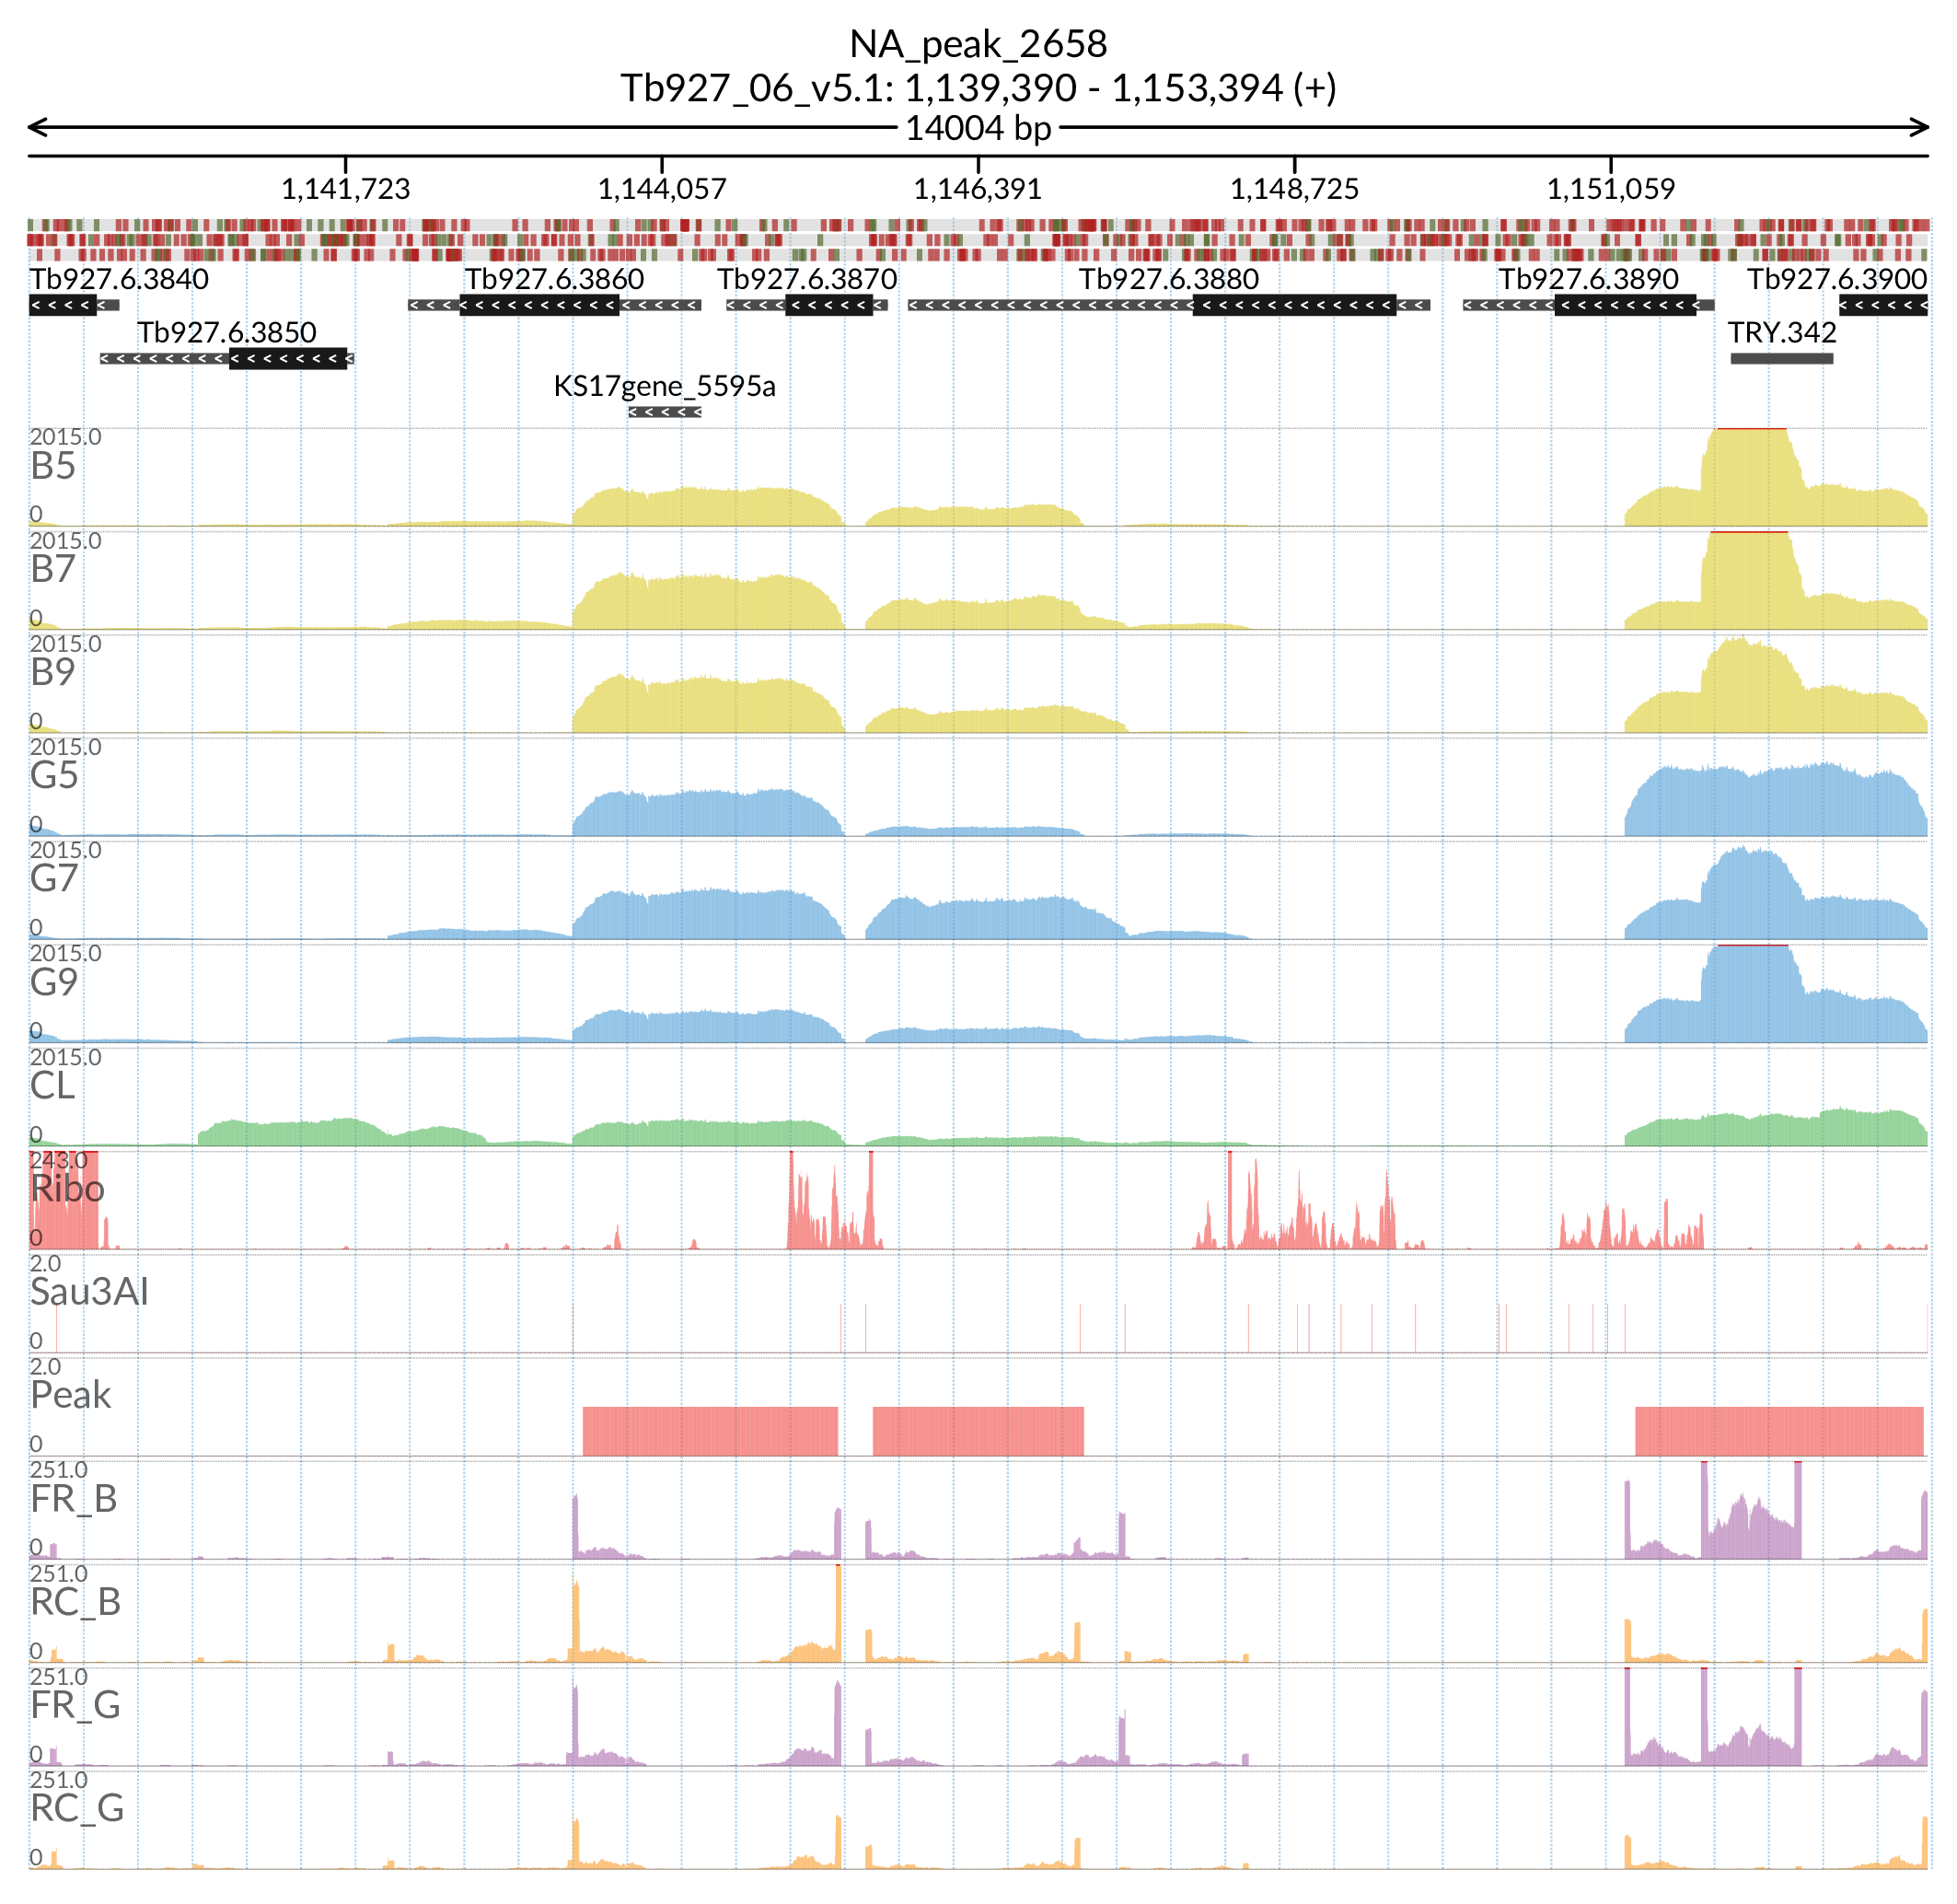 NA_peak_2658
Tb927_06_v5.1: 1,139,390 - 1,153,394 (+)
14004 bp
1,141,723 1,144,057 1,146,391 1,148,725 1,151,059
Tb927.6.3840 Tb927.6.3860 Tb927.6.3870 Tb927.6.3880 Tb927.6.3890 Tb927.6.3900
Tb927.6.3850 TRY.342
KS17gene_5595a
2015.0
B5
0
2015.0
B7
0
2015.0
B9
0
2015.0
G5
0
2015.0
G7
0
2015.0
G9
0
2015.0
CL
0
243.0
Ribo
0
2.0
Sau3AI
0
2.0
Peak
0
251.0
FR_B
0
251.0
RC_B
0
251.0
FR_G
0
251.0
RC_G
0